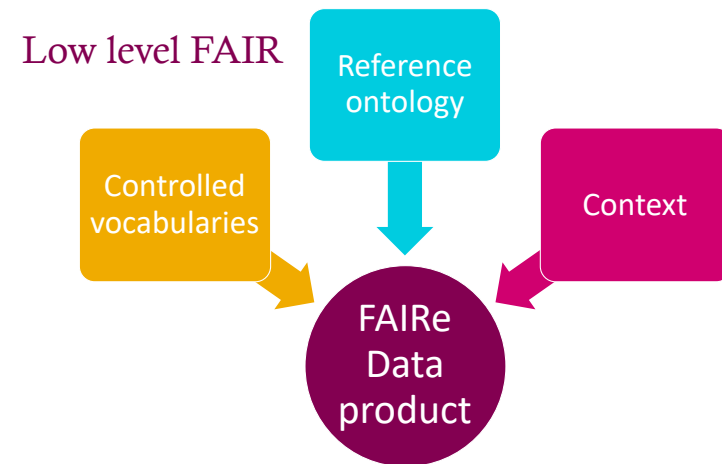 Low level FAIR
Reference
ontology
Controlled
vocabularies
Context
FAIRe
Data
product